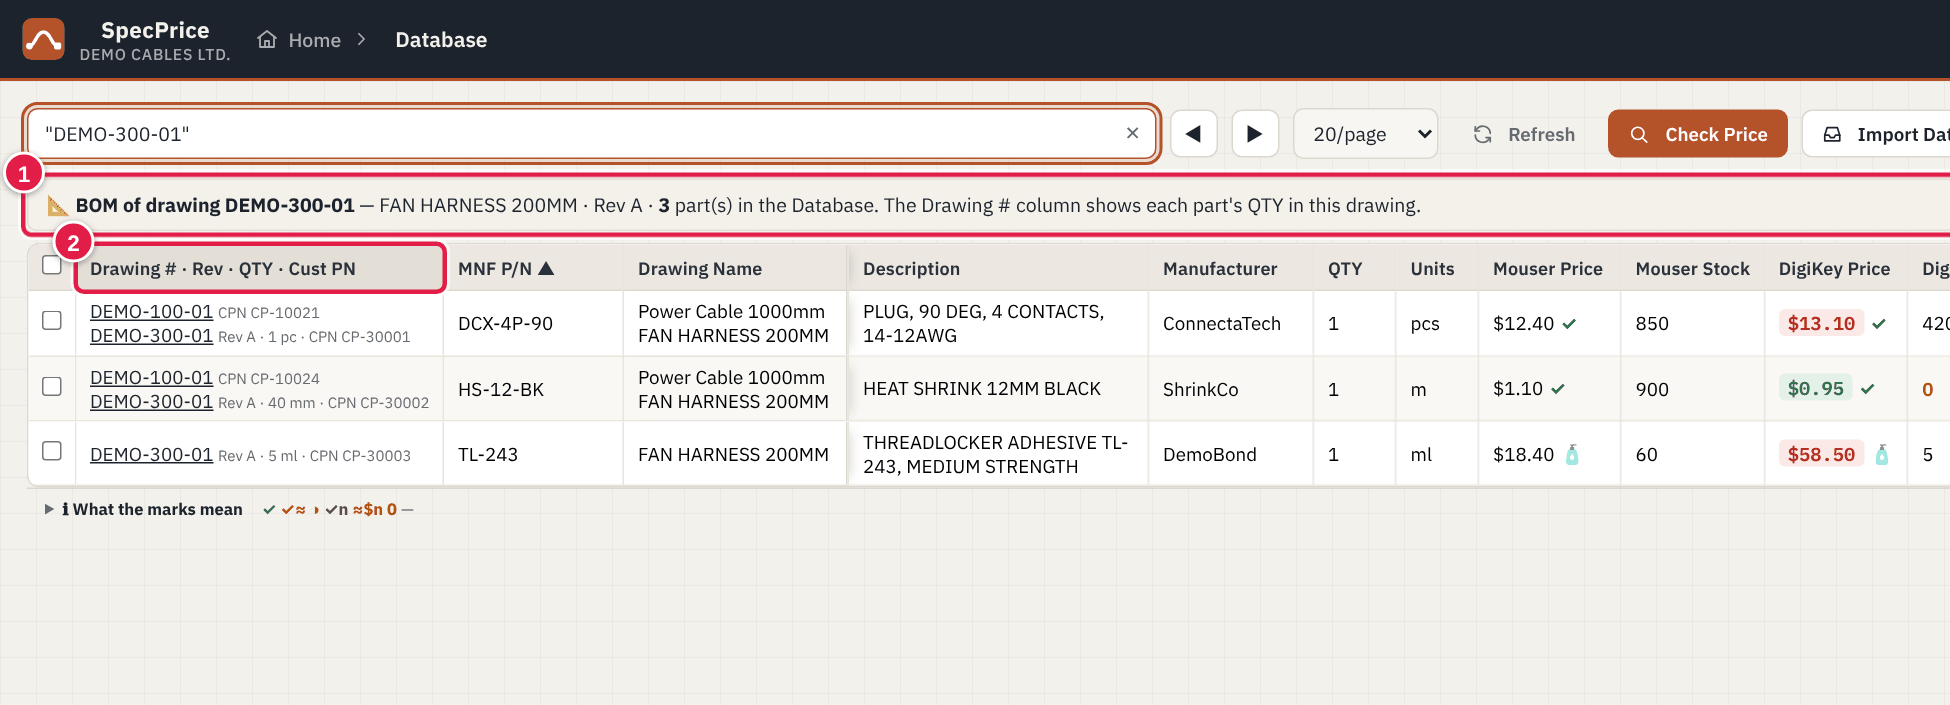 SpecPrice
DEMO CABLES LTD.
Home > Database
"DEMO-300-01" ×
20/page
Refresh
Check Price
Import Dat
1
BOM of drawing DEMO-300-01 — FAN HARNESS 200MM · Rev A · 3 part(s) in the Database. The Drawing # column shows each part's QTY in this drawing.
2
Drawing # · Rev · QTY · Cust PN MNF P/N ▲ Drawing Name Description Manufacturer QTY Units Mouser Price Mouser Stock DigiKey Price Dig
DEMO-100-01 CPN CP-10021
DEMO-300-01 Rev A · 1 pc · CPN CP-30001
DCX-4P-90
Power Cable 1000mm
FAN HARNESS 200MM
PLUG, 90 DEG, 4 CONTACTS,
14-12AWG
ConnectaTech 1 pcs $12.40 ✓ 850 $13.10 ✓ 420
DEMO-100-01 CPN CP-10024
DEMO-300-01 Rev A · 40 mm · CPN CP-30002
HS-12-BK
Power Cable 1000mm
FAN HARNESS 200MM
HEAT SHRINK 12MM BLACK
ShrinkCo 1 m $1.10 ✓ 900 $0.95 ✓ 0
DEMO-300-01 Rev A · 5 ml · CPN CP-30003
TL-243
FAN HARNESS 200MM
THREADLOCKER ADHESIVE TL-
243, MEDIUM STRENGTH
DemoBond 1 ml $18.40 60 $58.50 5
▶ ℹ What the marks mean ✓ ✓≈ ◗ ✓n ≈$n 0 —